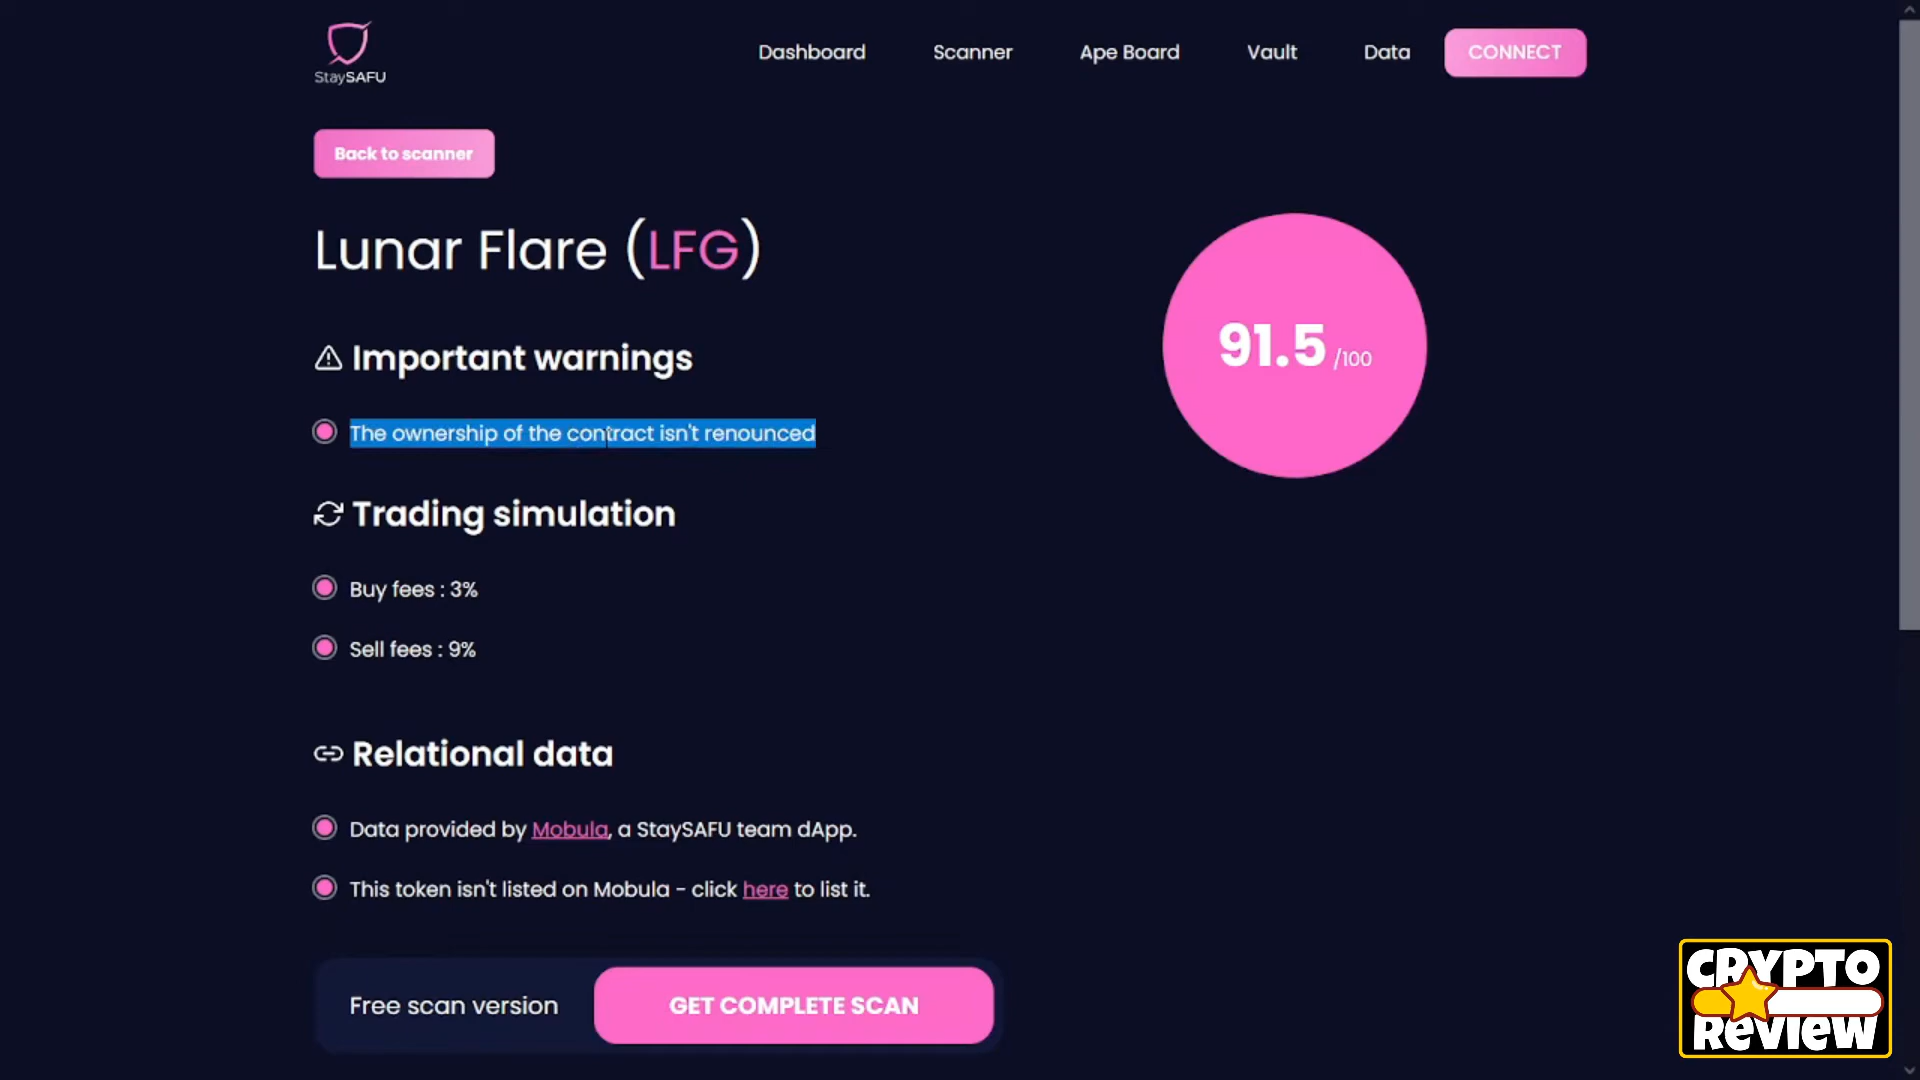 StaySAFU
Dashboard
Scanner
Ape Board
Vault
Data
CONNECT
Back to scanner
Lunar Flare (LFG)
91.5 /100
Important warnings
The ownership of the contract isn't renounced
Trading simulation
Buy fees : 3%
Sell fees : 9%
Relational data
Data provided by Mobula, a StaySAFU team dApp.
This token isn't listed on Mobula - click here to list it.
Free scan version
GET COMPLETE SCAN
CRYPTO
REVIEW